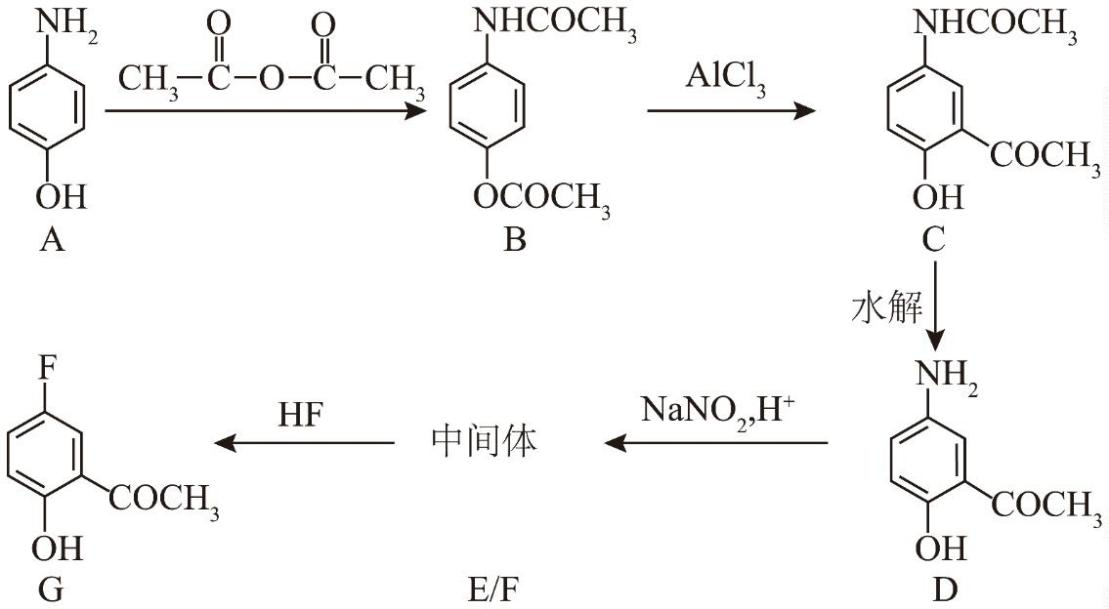 NH₂
O O
CH₃—C—O—C—CH₃
OH
A
NHCOCH₃
OCOCH₃
B
AlCl₃
NHCOCH₃
COCH₃
OH
C
水解
NH₂
COCH₃
OH
D
NaNO₂,H⁺
中间体
E/F
HF
F
COCH₃
OH
G